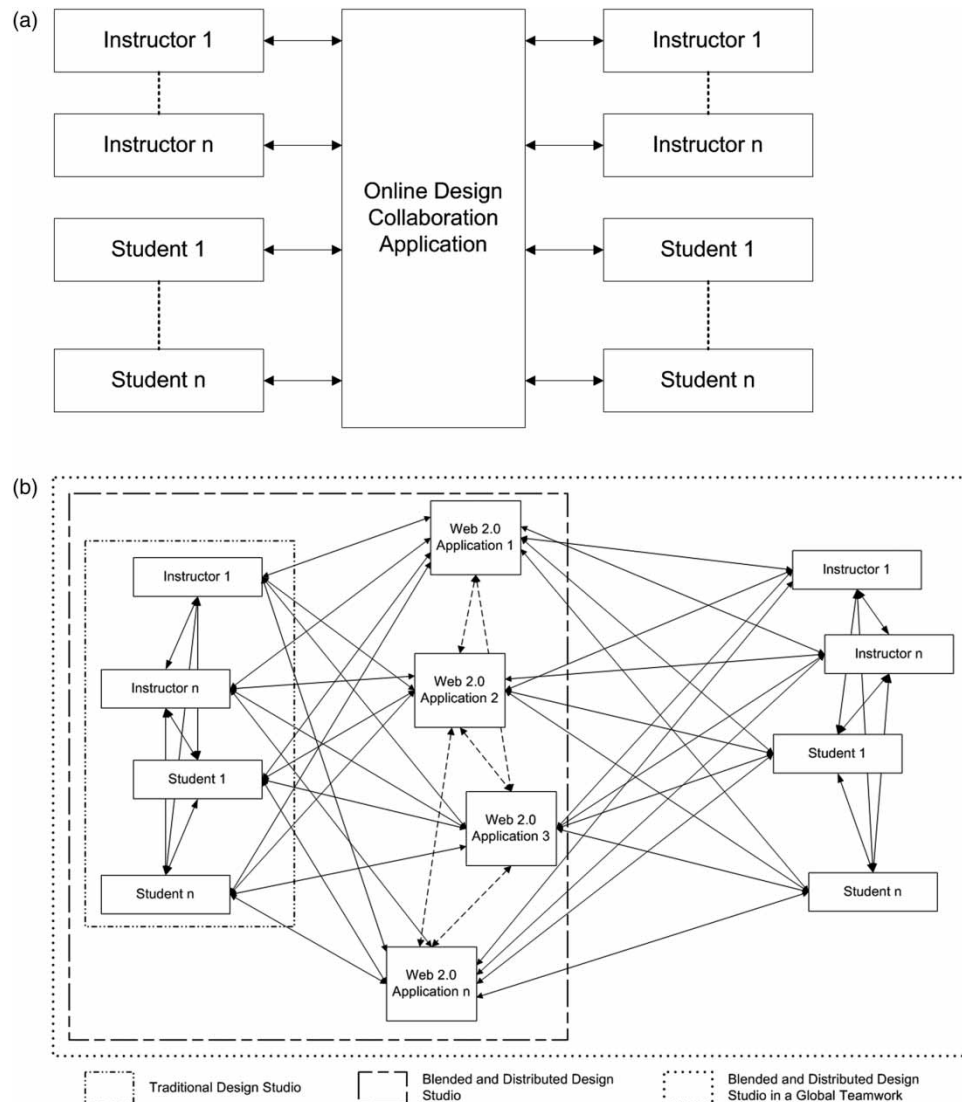 (a)
Instructor 1
Instructor 1
Instructor n
Instructor n
Online Design
Collaboration
Application
Student 1
Student 1
Student n
Student n
(b)
Web 2.0
Application 1
Instructor 1
Instructor 1
Instructor n
Instructor n
Web 2.0
Application 2
Student 1
Student 1
Web 2.0
Application 3
Student n
Student n
Web 2.0
Application n
Traditional Design Studio
Blended and Distributed Design
Studio
Blended and Distributed Design
Studio in a Global Teamwork